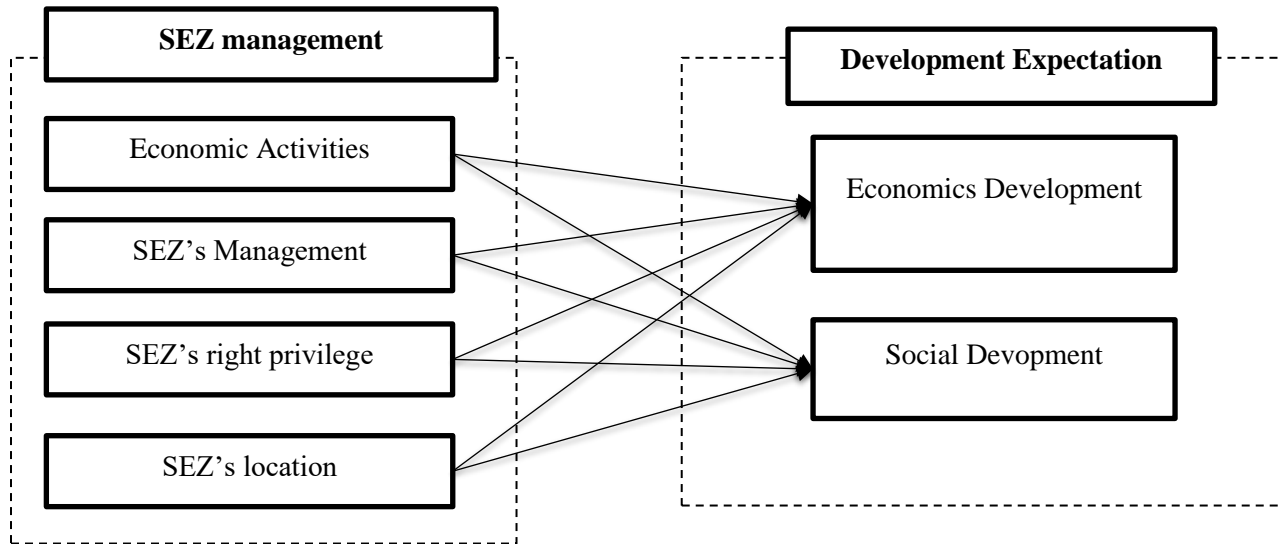 SEZ management
Economic Activities
SEZ’s Management
SEZ’s right privilege
SEZ’s location
Development Expectation
Economics Development
Social Devopment